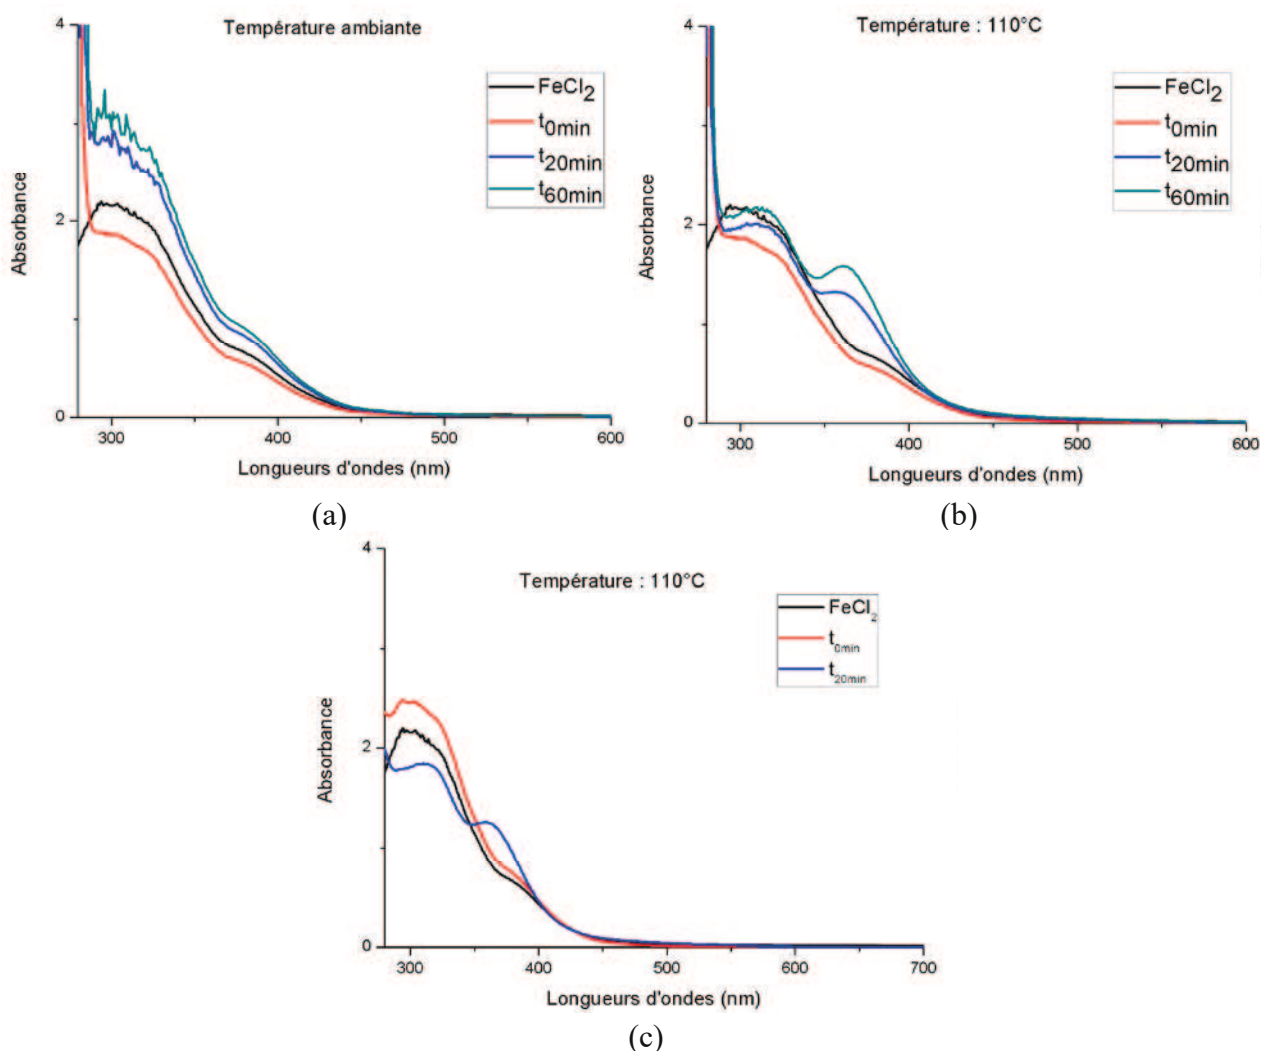 Température ambiante
4
2
0
Absorbance
FeCl2
t0min
t20min
t60min
300
400
500
600
Longueurs d'ondes (nm)
(a)
Température : 110°C
4
2
0
Absorbance
FeCl2
t0min
t20min
t60min
300
400
500
600
Longueurs d'ondes (nm)
(b)
Température : 110°C
4
2
0
Absorbance
FeCl2
t0min
t20min
300
400
500
600
700
Longueurs d'ondes (nm)
(c)